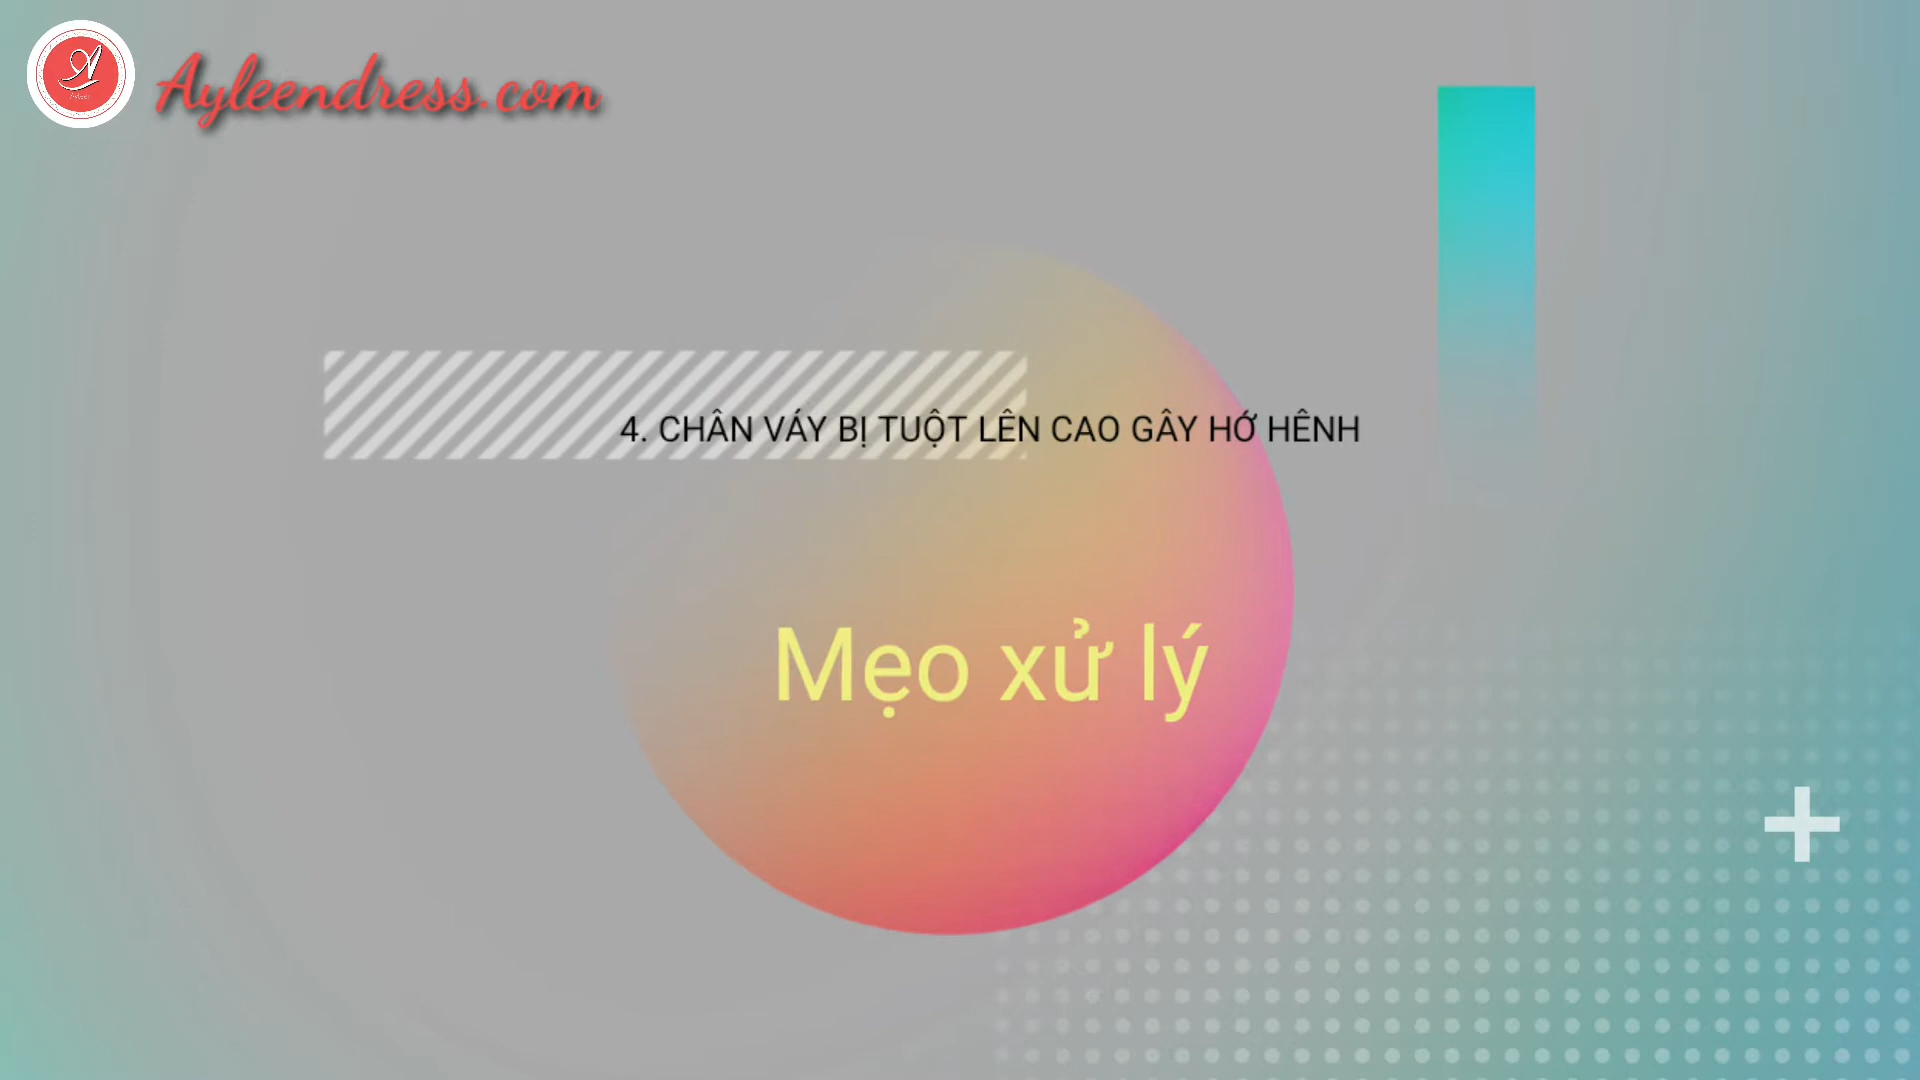 Ayleendress.com
4. CHÂN VÁY BỊ TUỘT LÊN CAO GÂY HỚ HÊNH
Mẹo xử lý